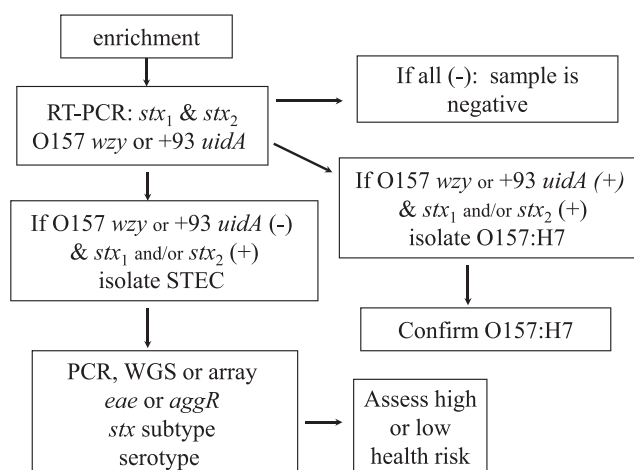 enrichment
RT-PCR: stx₁ & stx₂
O157 wzy or +93 uidA
If all (-): sample is
negative
If O157 wzy or +93 uidA (+)
& stx₁ and/or stx₂ (+)
isolate O157:H7
If O157 wzy or +93 uidA (-)
& stx₁ and/or stx₂ (+)
isolate STEC
Confirm O157:H7
PCR, WGS or array
eae or aggR
stx subtype
serotype
Assess high
or low
health risk